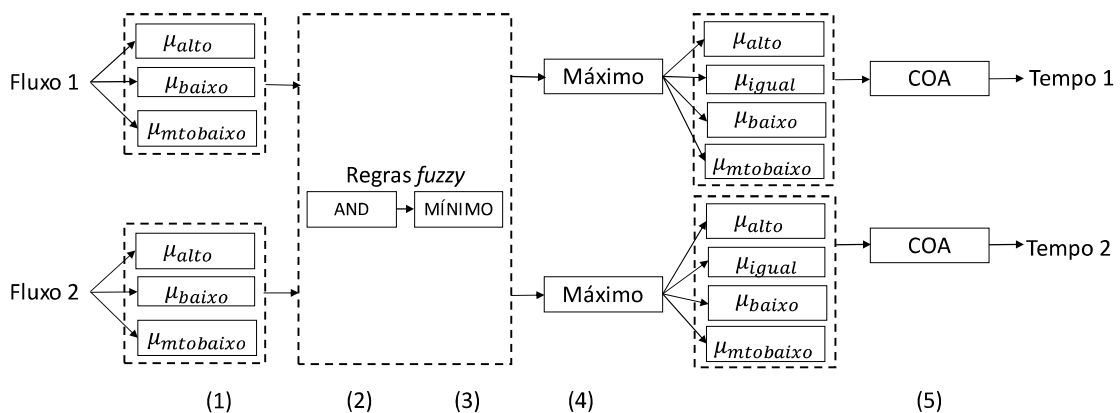 Fluxo 1
μalto
μbaixo
μmtobaixo
Fluxo 2
μalto
μbaixo
μmtobaixo
Regras fuzzy
AND
MÍNIMO
Máximo
μalto
μigual
μbaixo
μmtobaixo
COA
Tempo 1
Máximo
μalto
μigual
μbaixo
μmtobaixo
COA
Tempo 2
(1) (2) (3) (4) (5)